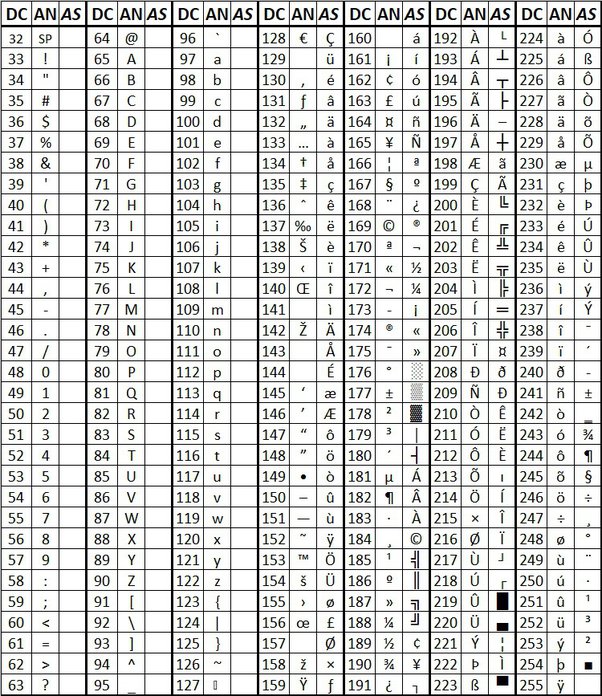 DC AN AS DC AN AS DC AN AS DC AN AS DC AN AS DC AN AS DC AN AS
32 SP 64 @ 96 ` 128 € Ç 160 á 192 À └ 224 à Ó
33 ! 65 A 97 a 129 ü 161 ¡ í 193 Á ┴ 225 á ß
34 " 66 B 98 b 130 ‚ é 162 ¢ ó 194 Â ┬ 226 â Ô
35 # 67 C 99 c 131 ƒ â 163 £ ú 195 Ã ├ 227 ã Ò
36 $ 68 D 100 d 132 „ ä 164 ¤ ñ 196 Ä ─ 228 ä õ
37 % 69 E 101 e 133 … à 165 ¥ Ñ 197 Å ┼ 229 å Õ
38 & 70 F 102 f 134 † å 166 ¦ ª 198 Æ ã 230 æ µ
39 ' 71 G 103 g 135 ‡ ç 167 § º 199 Ç Ã 231 ç þ
40 ( 72 H 104 h 136 ˆ ê 168 ¨ ¿ 200 È ╚ 232 è Þ
41 ) 73 I 105 i 137 ‰ ë 169 © ® 201 É ╔ 233 é Ú
42 * 74 J 106 j 138 Š è 170 ª ¬ 202 Ê ╩ 234 ê Û
43 + 75 K 107 k 139 ‹ ï 171 « ½ 203 Ë ╦ 235 ë Ù
44 , 76 L 108 l 140 Œ î 172 ¬ ¼ 204 Ì ╠ 236 ì ý
45 - 77 M 109 m 141 ì 173 - ¡ 205 Í ═ 237 í Ý
46 . 78 N 110 n 142 Ž Ä 174 ® « 206 Î ╬ 238 î ¯
47 / 79 O 111 o 143 Å 175 ¯ » 207 Ï ¤ 239 ï ´
48 0 80 P 112 p 144 É 176 ° ░ 208 Ð ð 240 ð -
49 1 81 Q 113 q 145 ‘ æ 177 ± ▒ 209 Ñ Ð 241 ñ ±
50 2 82 R 114 r 146 ’ Æ 178 ² ▓ 210 Ò Ê 242 ò ‗
51 3 83 S 115 s 147 “ ô 179 ³ │ 211 Ó Ë 243 ó ¾
52 4 84 T 116 t 148 ” ö 180 ´ ┤ 212 Ô È 244 ô ¶
53 5 85 U 117 u 149 • ò 181 µ Á 213 Õ ı 245 õ §
54 6 86 V 118 v 150 – û 182 ¶ Â 214 Ö Í 246 ö ÷
55 7 87 W 119 w 151 — ù 183 · À 215 × Î 247 ÷ ¸
56 8 88 X 120 x 152 ˜ ÿ 184 ¸ © 216 Ø Ï 248 ø °
57 9 89 Y 121 y 153 ™ Ö 185 ¹ ╣ 217 Ù ┘ 249 ù ¨
58 : 90 Z 122 z 154 š Ü 186 º ║ 218 Ú ┌ 250 ú ·
59 ; 91 [ 123 { 155 › ø 187 » ╗ 219 Û █ 251 û ¹
60 < 92 \ 124 | 156 œ £ 188 ¼ ╝ 220 Ü ▄ 252 ü ³
61 = 93 ] 125 } 157 Ø 189 ½ ¢ 221 Ý ¦ 253 ý ²
62 > 94 ^ 126 ~ 158 ž × 190 ¾ ¥ 222 Þ Ì 254 þ ■
63 ? 95 _ 127 ▯ 159 Ÿ ƒ 191 ¿ ┐ 223 ß ▀ 255 ÿ